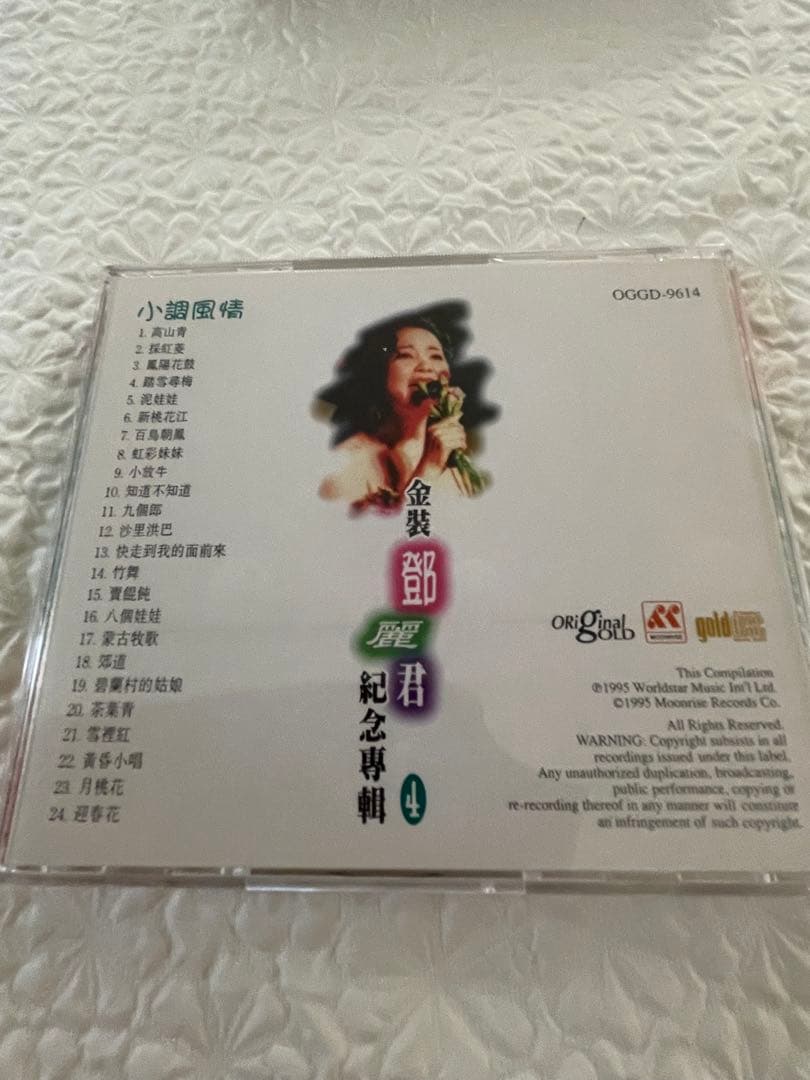 小調風情
1. 高山青
2. 採紅菱
3. 鳳陽花鼓
4. 踏雪尋梅
5. 泥娃娃
6. 新桃花江
7. 百鳥朝鳳
8. 虹彩妹妹
9. 小放牛
10. 知道不知道
11. 九個郎
12. 沙里洪巴
13. 快走到我的面前來
14. 竹舞
15. 賣餛飩
16. 八個娃娃
17. 蒙古牧歌
18. 郊道
19. 碧蘭村的姑娘
20. 茶葉青
21. 雪裡紅
22. 黃昏小唱
23. 月桃花
24. 迎春花
金裝
鄧麗君
紀念專輯
4
OGGD-9614
ORiginal GOLD
MOONRISE
gold
This Compilation
℗1995 Worldstar Music Int'l Ltd.
©1995 Moonrise Records Co.
All Rights Reserved.
WARNING: Copyright subsists in all
recordings issued under this label.
Any unauthorized duplication, broadcasting,
public performance, copying or
re-recording thereof in any manner will constitute
an infringement of such copyright.